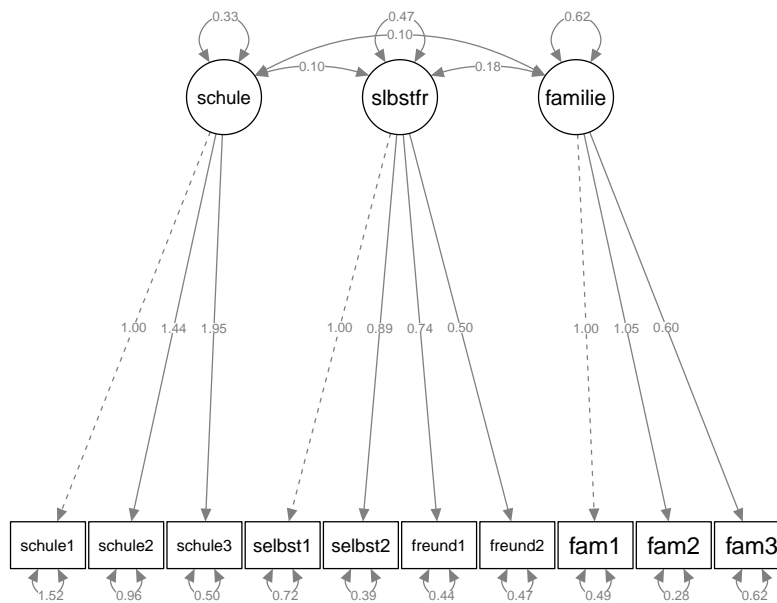 0.33 0.47 0.62
0.10
0.10 0.18
schule slbstfr familie
1.00 1.44 1.95 1.00 0.89 0.74 0.50 1.00 1.05 0.60
schule1 schule2 schule3 selbst1 selbst2 freund1 freund2 fam1 fam2 fam3
1.52 0.96 0.50 0.72 0.39 0.44 0.47 0.49 0.28 0.62